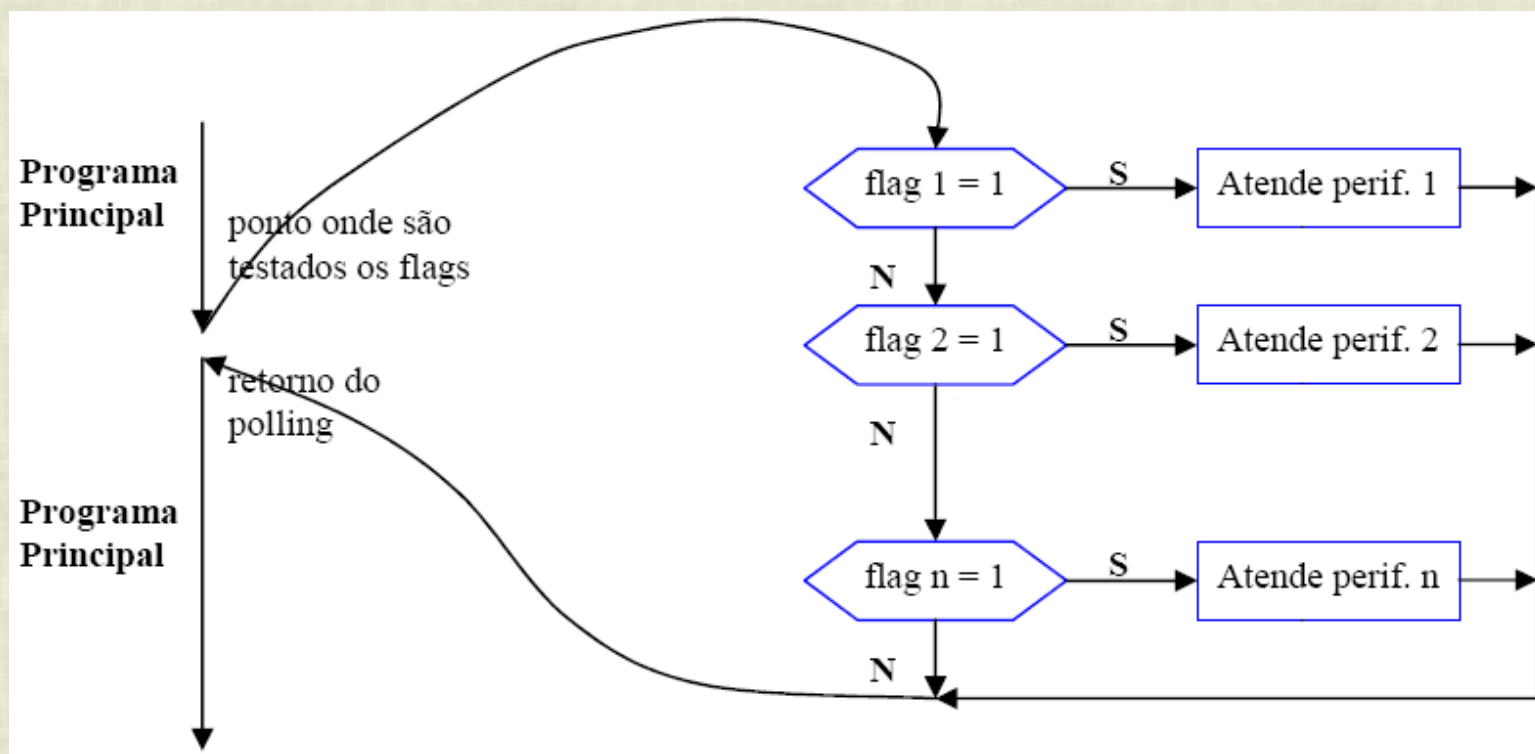 Programa
Principal
ponto onde são
testados os flags
retorno do
polling
Programa
Principal
flag 1 = 1
S
Atende perif. 1
N
flag 2 = 1
S
Atende perif. 2
N
flag n = 1
S
Atende perif. n
N